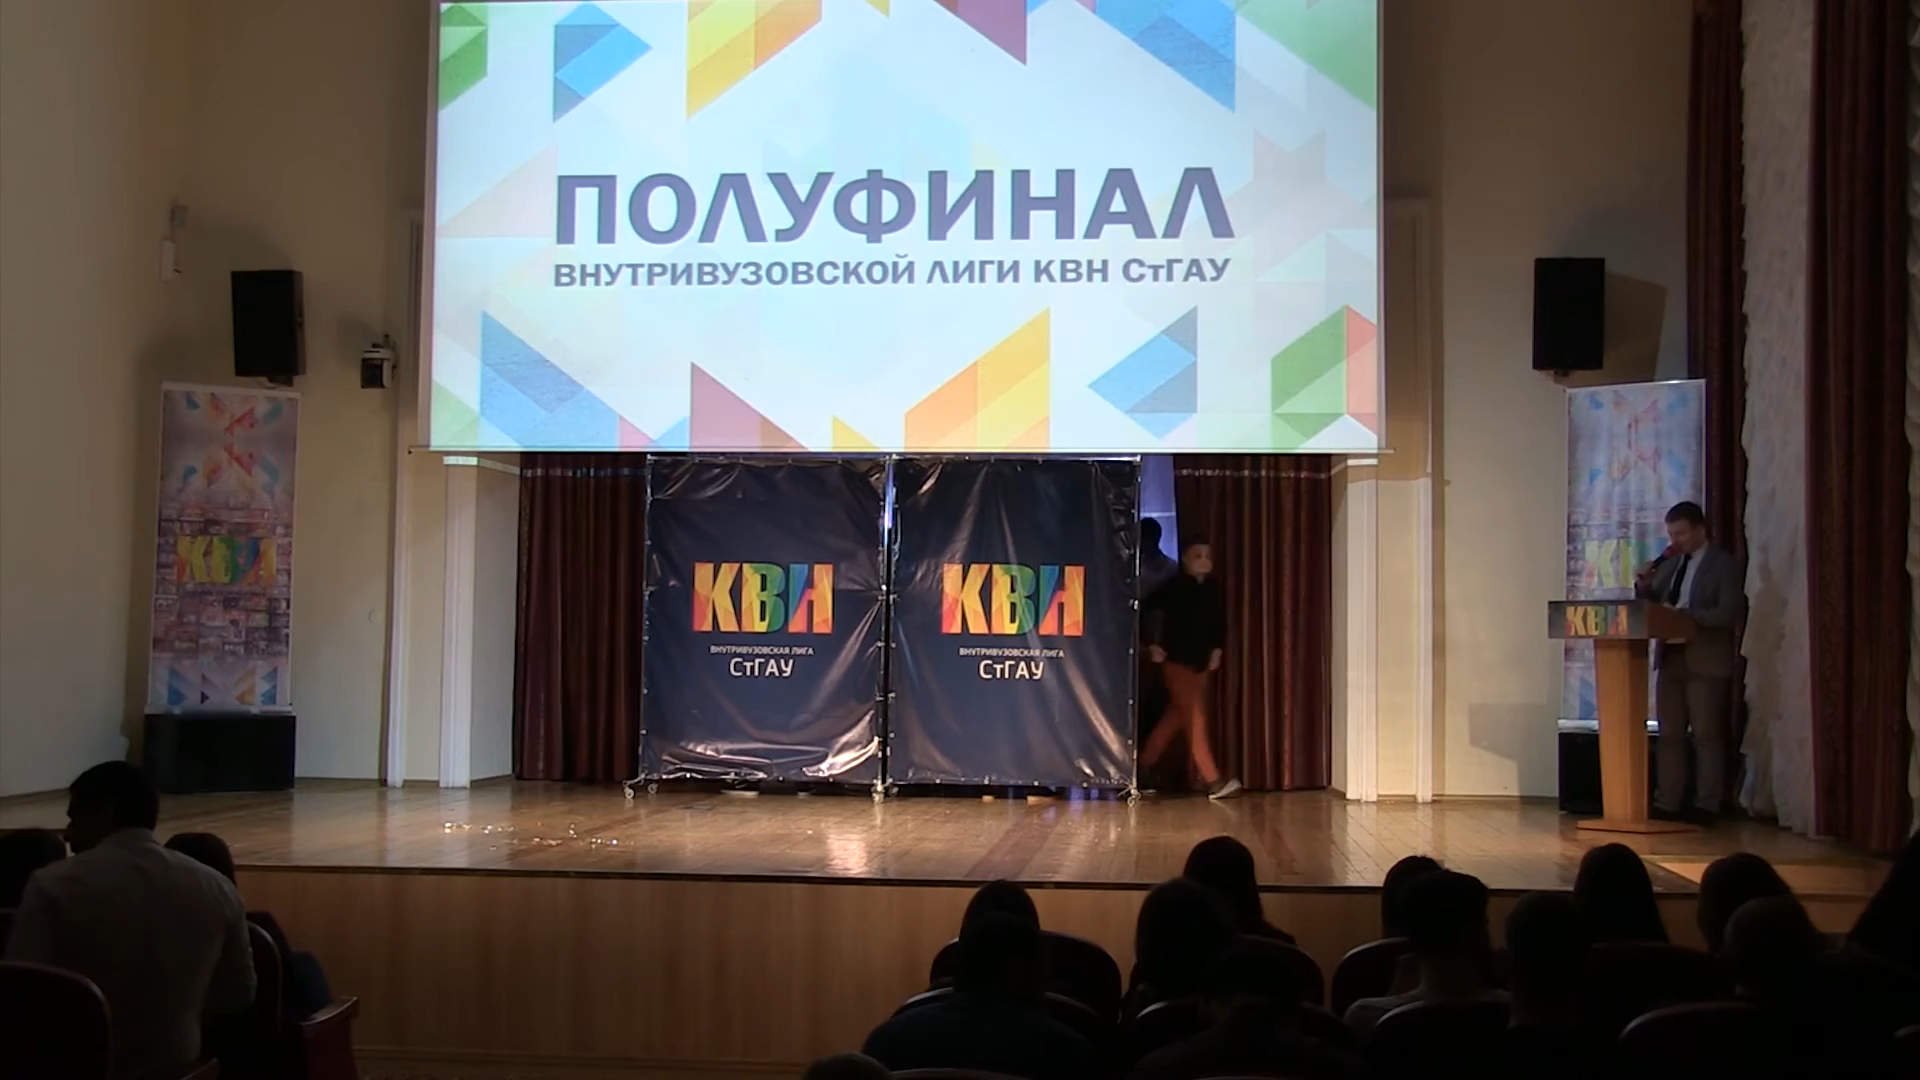 ПОЛУФИНАЛ
ВНУТРИВУЗОВСКОЙ ЛИГИ КВН СтГАУ
КВН
КВН
ВНУТРИВУЗОВСКАЯ ЛИГА
СтГАУ
КВН
ВНУТРИВУЗОВСКАЯ ЛИГА
СтГАУ
КВН